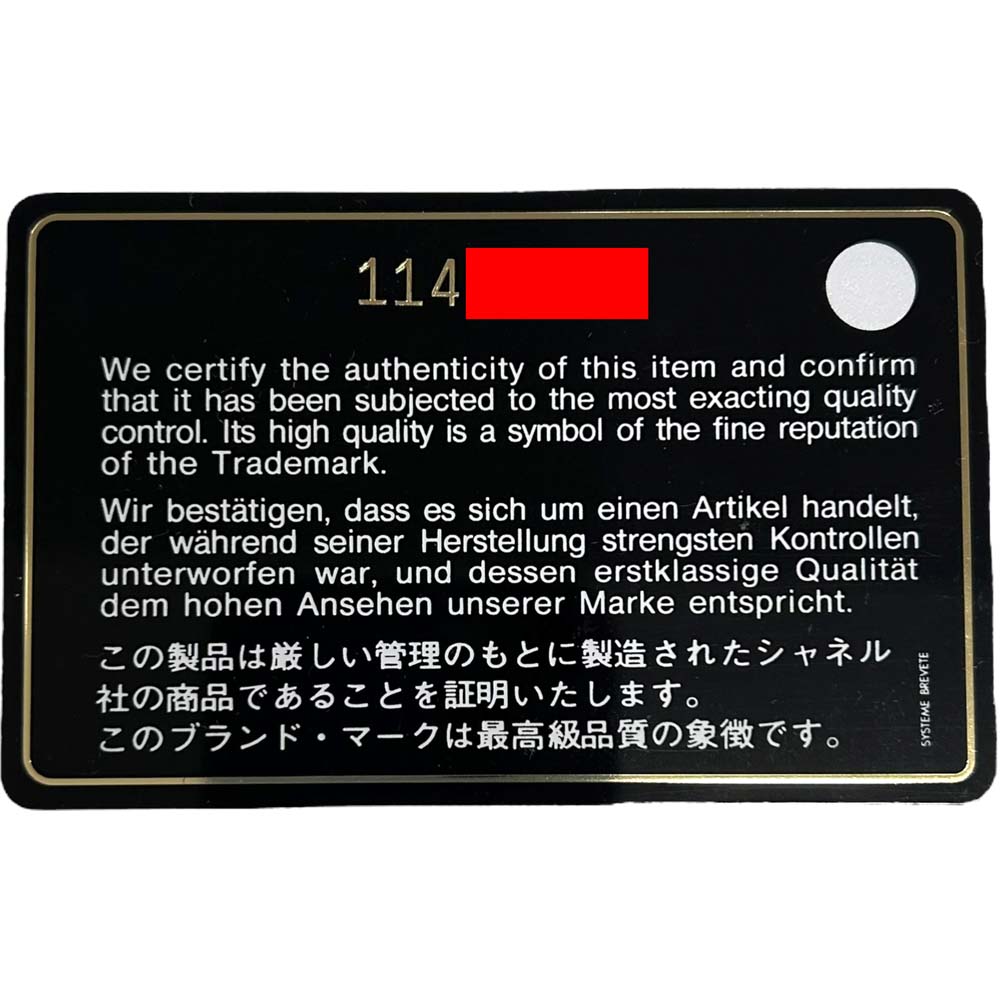 114
We certify the authenticity of this item and confirm
that it has been subjected to the most exacting quality
control. Its high quality is a symbol of the fine reputation
of the Trademark.
Wir bestätigen, dass es sich um einen Artikel handelt,
der während seiner Herstellung strengsten Kontrollen
unterworfen war, und dessen erstklassige Qualität
dem hohen Ansehen unserer Marke entspricht.
この製品は厳しい管理のもとに製造されたシャネル
社の商品であることを証明いたします。
このブランド・マークは最高級品質の象徴です。
SYSTEME BREVETE